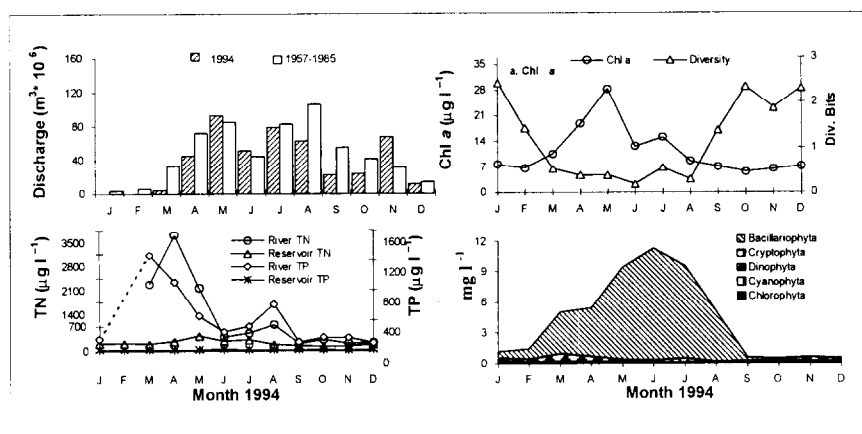 Discharge (m³* 10⁶)
160
120
80
40
0
1994
1957-1985
J F M A M J J A S O N D
Chl a (µg l⁻¹)
35
28
21
14
7
0
a. Chl a
Chl a
Diversity
3
2
1
0
Div. Bits
J F M A M J J A S O N D
TN (µg l⁻¹)
3500
2800
2100
1400
700
0
River TN
Reservoir TN
River TP
Reservoir TP
1600
1200
800
400
0
TP (µg l⁻¹)
J F M A M J J A S O N D
Month 1994
mg l⁻¹
12
9
6
3
0
Bacillariophyta
Cryptophyta
Dinophyta
Cyanophyta
Chlorophyta
J F M A M J J A S O N D
Month 1994